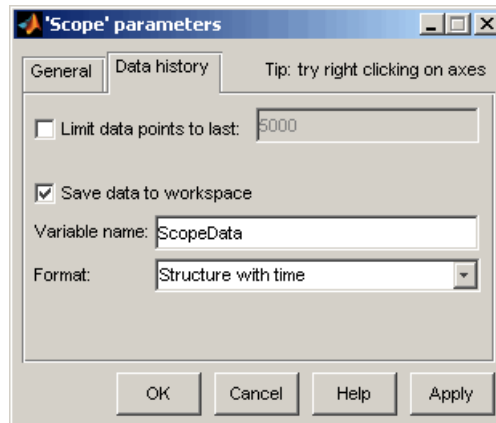 'Scope' parameters
General
Data history
Tip: try right clicking on axes
Limit data points to last: 5000
Save data to workspace
Variable name: ScopeData
Format: Structure with time
OK
Cancel
Help
Apply